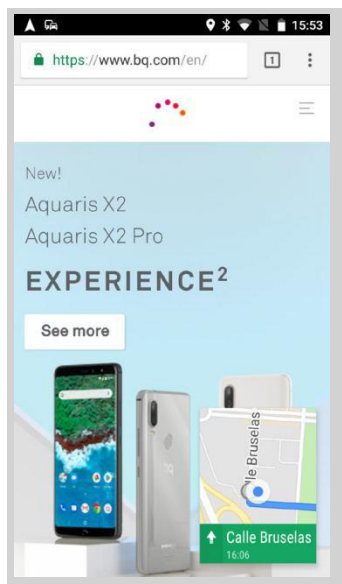 15:53
https://www.bq.com/en/
1
New!
Aquaris X2
Aquaris X2 Pro
EXPERIENCE²
See more
bq
Calle Bruselas
Calle Bruselas
16:06